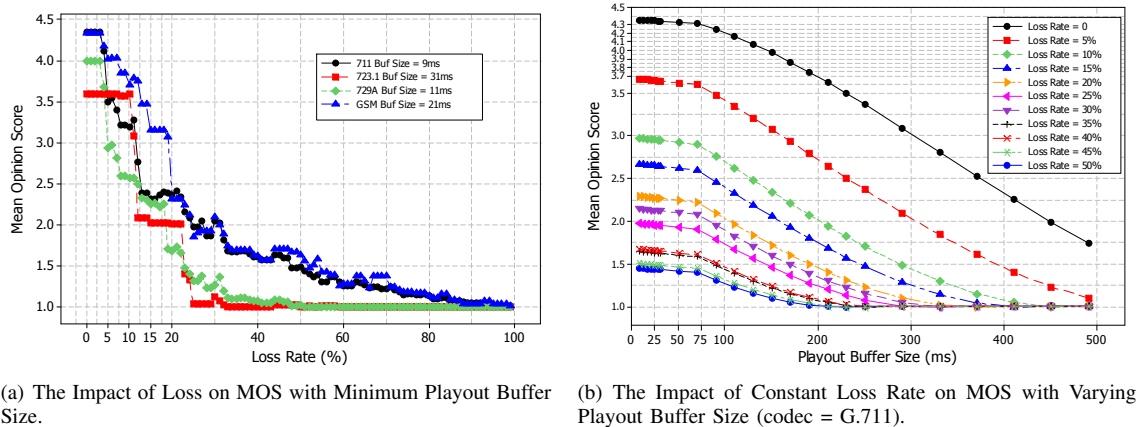 4.5
4.0
3.5
3.0
2.5
2.0
1.5
1.0
Mean Opinion Score
0
5
10
15
20
40
60
80
100
Loss Rate (%)
711 Buf Size = 9ms
723.1 Buf Size = 31ms
729A Buf Size = 11ms
GSM Buf Size = 21ms
4.5
4.3
4.2
4.1
4.0
3.5
3.0
2.5
2.0
1.5
1.0
Mean Opinion Score
25
50
75
100
200
300
400
500
Playout Buffer Size (ms)
Loss Rate = 0
Loss Rate = 5%
Loss Rate = 10%
Loss Rate = 15%
Loss Rate = 20%
Loss Rate = 25%
Loss Rate = 30%
Loss Rate = 35%
Loss Rate = 40%
Loss Rate = 45%
Loss Rate = 50%
(a) The Impact of Loss on MOS with Minimum Playout Buffer
Size.
(b) The Impact of Constant Loss Rate on MOS with Varying
Playout Buffer Size (codec = G.711).